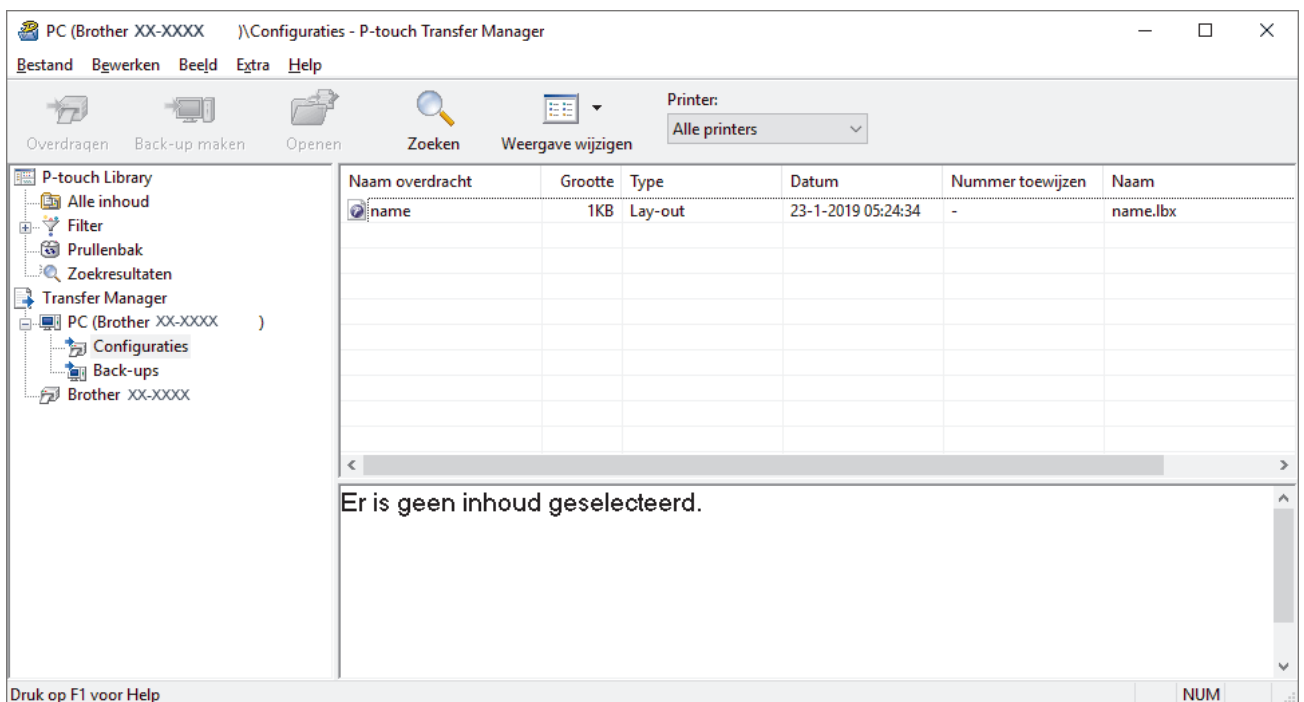 PC (Brother XX-XXXX )\Configuraties - P-touch Transfer Manager
Bestand Bewerken Beeld Extra Help
Overdragen Back-up maken Openen Zoeken Weergave wijzigen
Printer:
Alle printers
P-touch Library
Alle inhoud
Filter
Prullenbak
Zoekresultaten
Transfer Manager
PC (Brother XX-XXXX )
Configuraties
Back-ups
Brother XX-XXXX
Naam overdracht Grootte Type Datum Nummer toewijzen Naam
name 1KB Lay-out 23-1-2019 05:24:34 - name.lbx
Er is geen inhoud geselecteerd.
Druk op F1 voor Help NUM